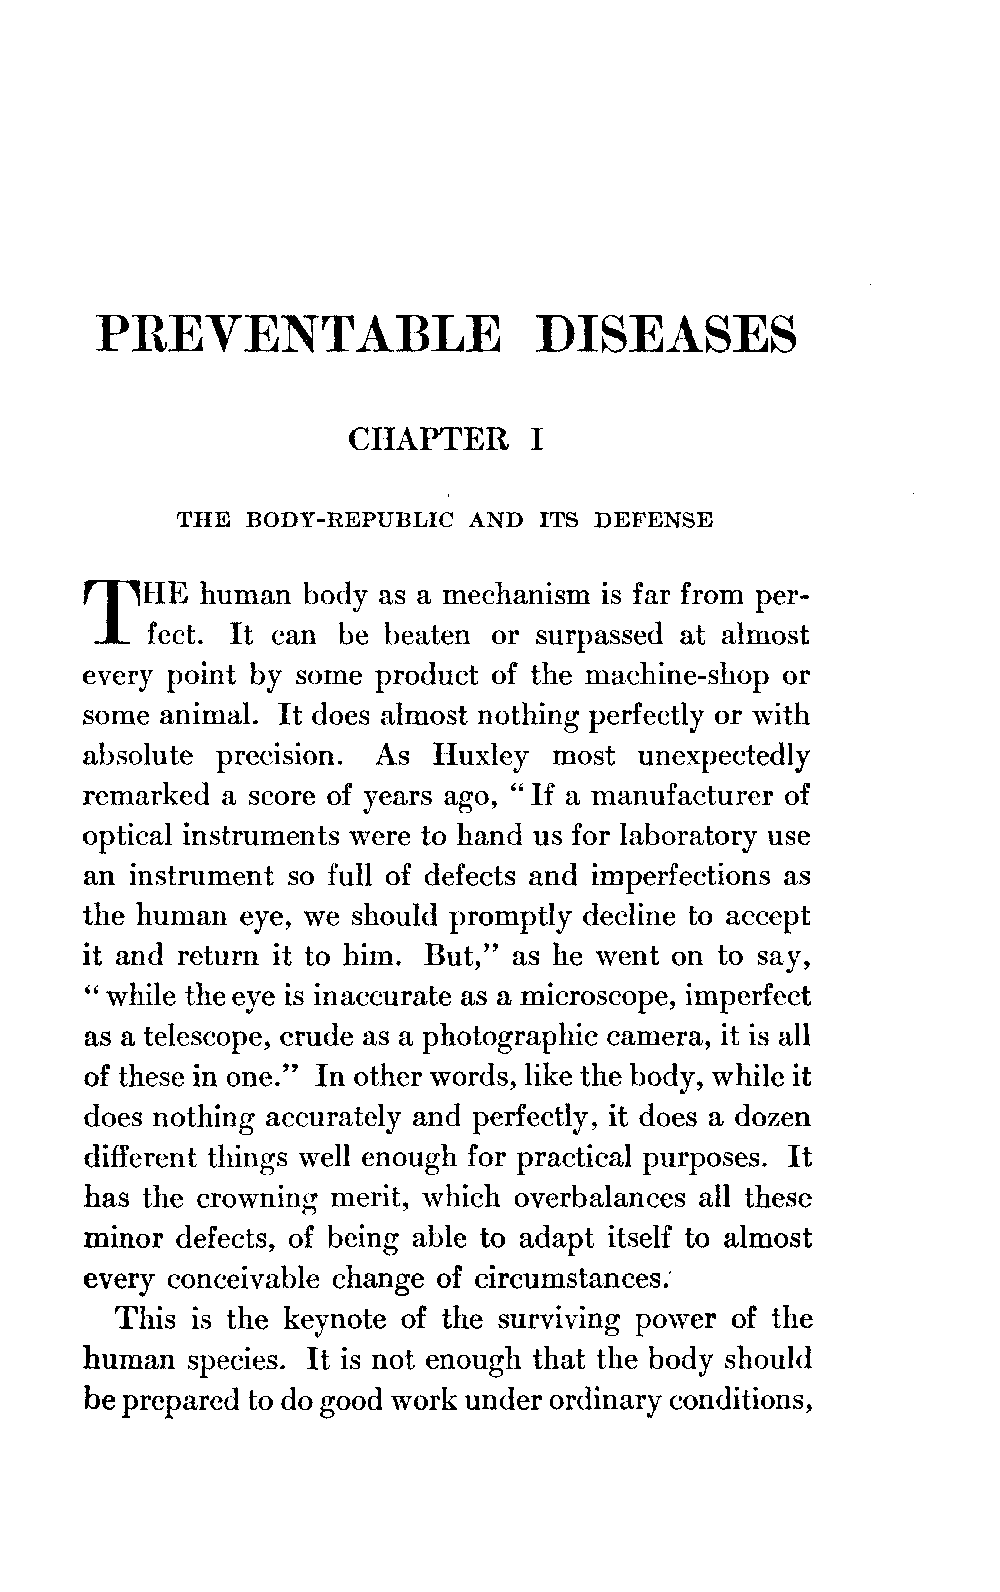 PREVENTABLE DISEASES
CHAPTER I
THE BODY-REPUBLIC AND ITS DEFENSE
THE human body as a mechanism is far from per-
fect. It can be beaten or surpassed at almost
every point by some product of the machine-shop or
some animal. It does almost nothing perfectly or with
absolute precision. As Huxley most unexpectedly
remarked a score of years ago, “If a manufacturer of
optical instruments were to hand us for laboratory use
an instrument so full of defects and imperfections as
the human eye, we should promptly decline to accept
it and return it to him. But,” as he went on to say,
“while the eye is inaccurate as a microscope, imperfect
as a telescope, crude as a photographic camera, it is all
of these in one.” In other words, like the body, while it
does nothing accurately and perfectly, it does a dozen
different things well enough for practical purposes. It
has the crowning merit, which overbalances all these
minor defects, of being able to adapt itself to almost
every conceivable change of circumstances.
This is the keynote of the surviving power of the
human species. It is not enough that the body should
be prepared to do good work under ordinary conditions,